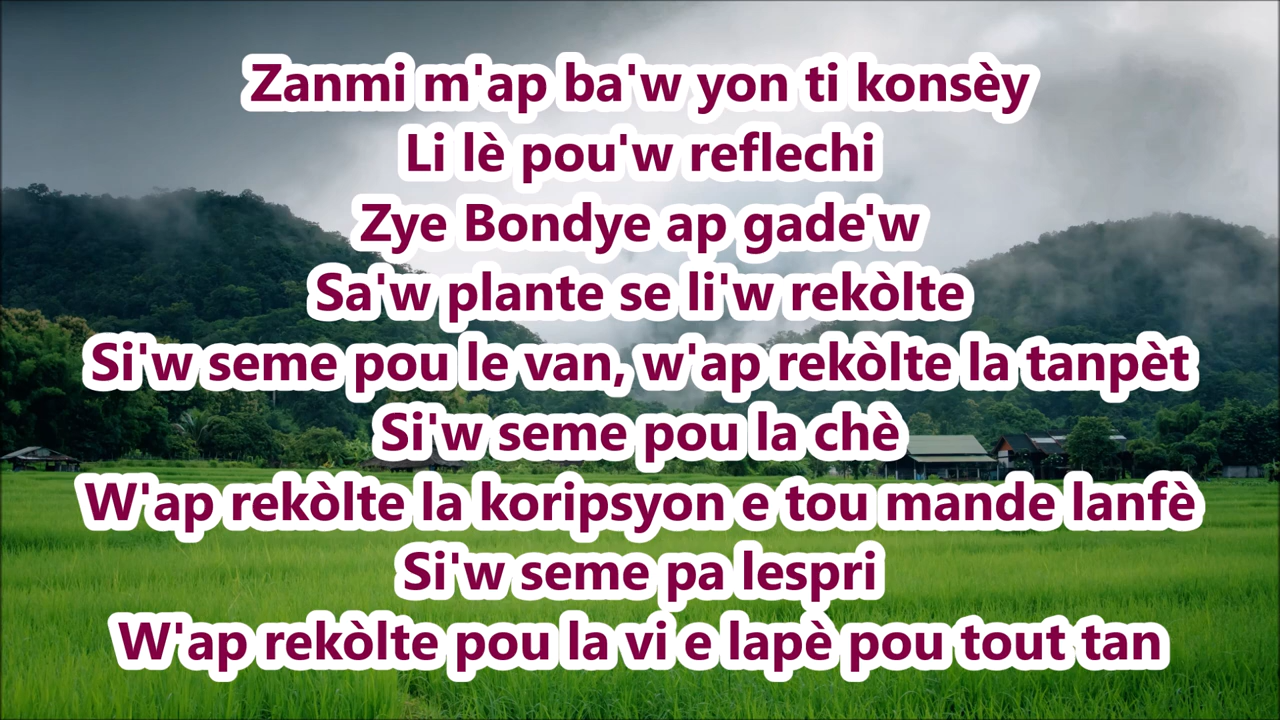 Zanmi m'ap ba'w yon ti konsèy
Li lè pou'w reflechi
Zye Bondye ap gade'w
Sa'w plante se li'w rekòlte
Si'w seme pou le van, w'ap rekòlte la tanpèt
Si'w seme pou la chè
W'ap rekòlte la koripsyon e tou mande lanfè
Si'w seme pa lespri
W'ap rekòlte pou la vi e lapè pou tout tan